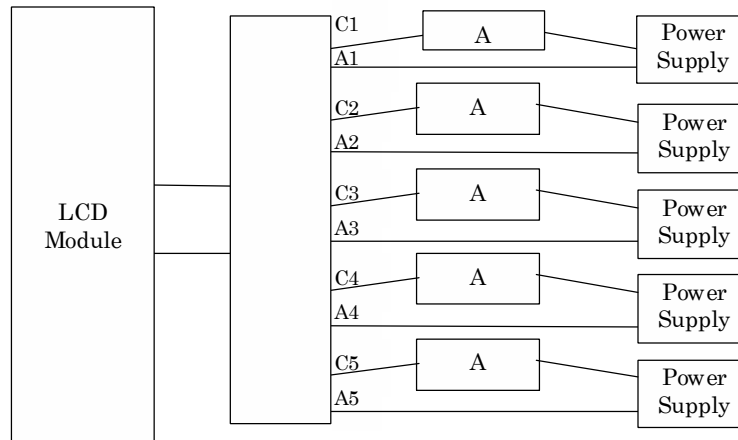 C1
A
Power
Supply
A1
C2
A
Power
Supply
A2
LCD
Module
C3
A
Power
Supply
A3
C4
A
Power
Supply
A4
C5
A
Power
Supply
A5